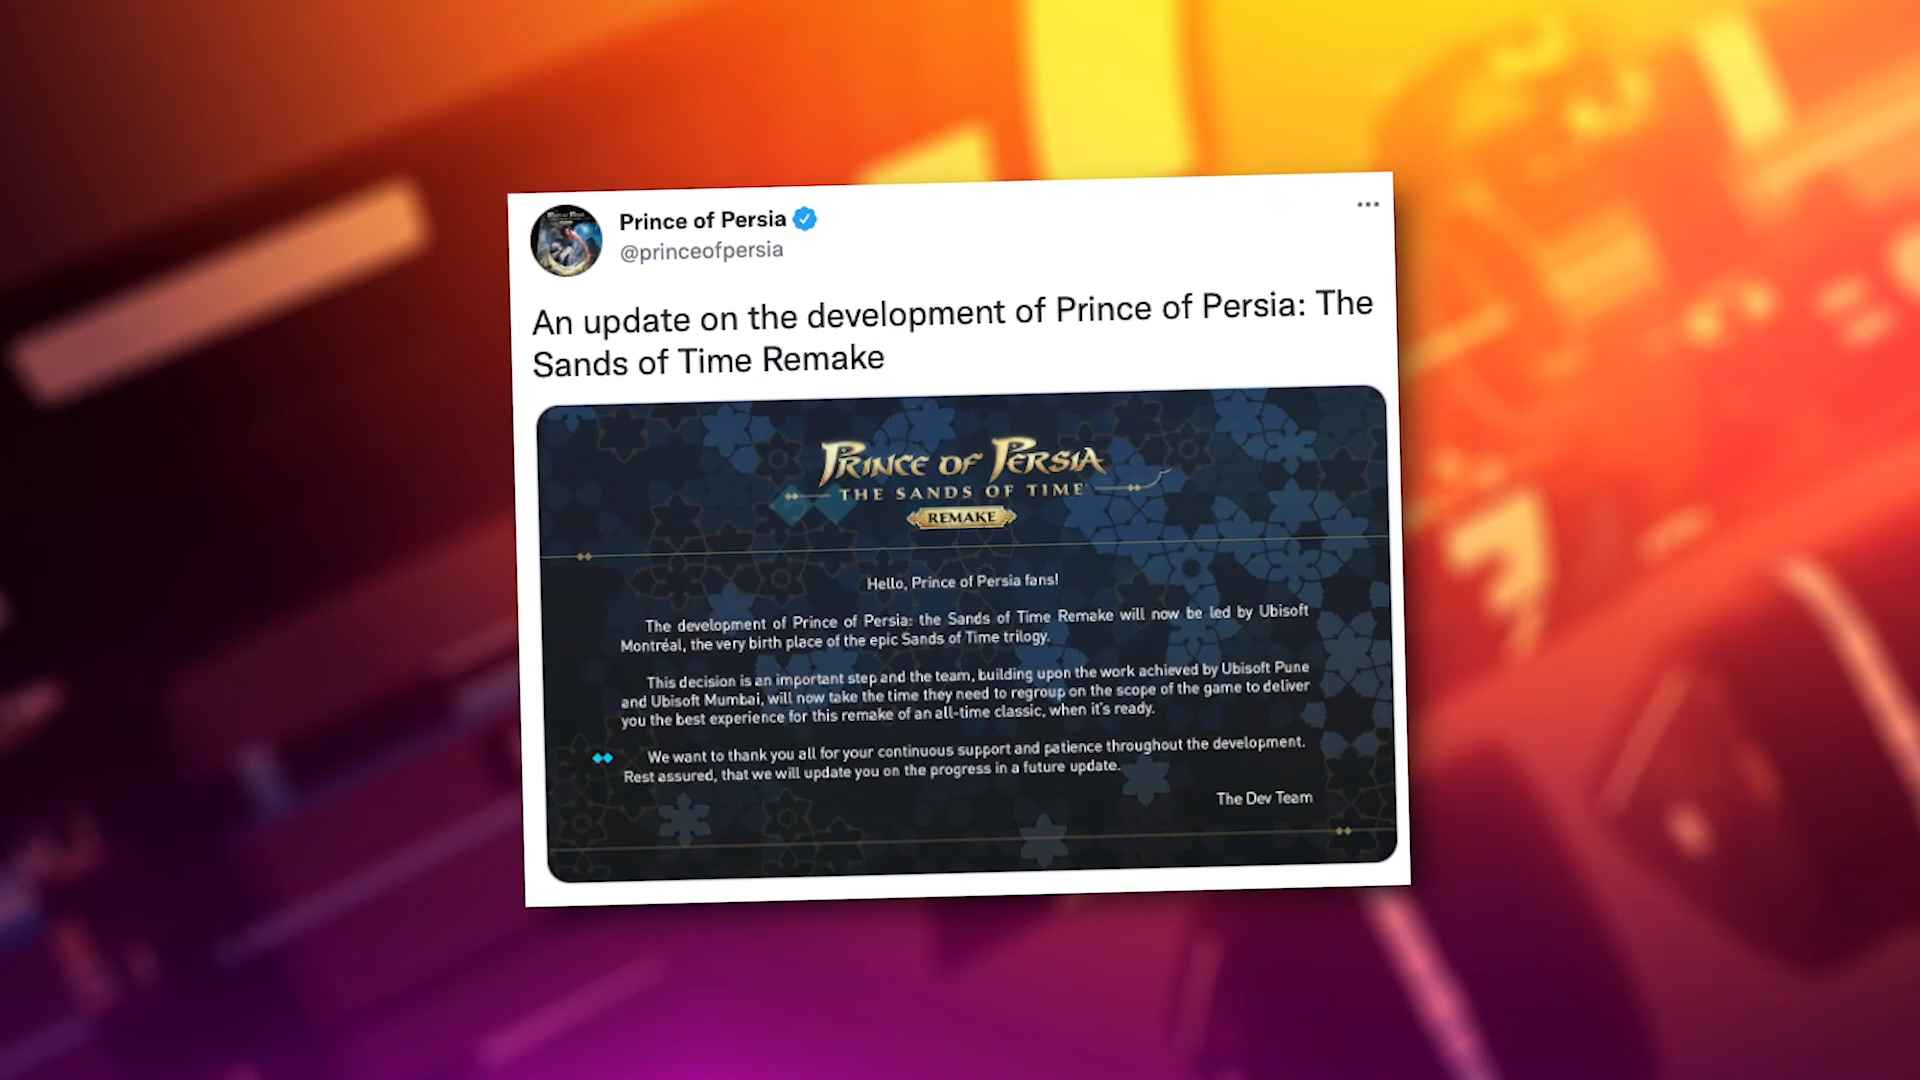 Prince of Persia
@princeofpersia
An update on the development of Prince of Persia: The
Sands of Time Remake
PRINCE OF PERSIA
THE SANDS OF TIME
REMAKE
Hello, Prince of Persia fans!
The development of Prince of Persia: the Sands of Time Remake will now be led by Ubisoft
Montréal, the very birth place of the epic Sands of Time trilogy.
This decision is an important step and the team, building upon the work achieved by Ubisoft Pune
and Ubisoft Mumbai, will now take the time they need to regroup on the scope of the game to deliver
you the best experience for this remake of an all-time classic, when it's ready.
We want to thank you all for your continuous support and patience throughout the development.
Rest assured, that we will update you on the progress in a future update.
The Dev Team